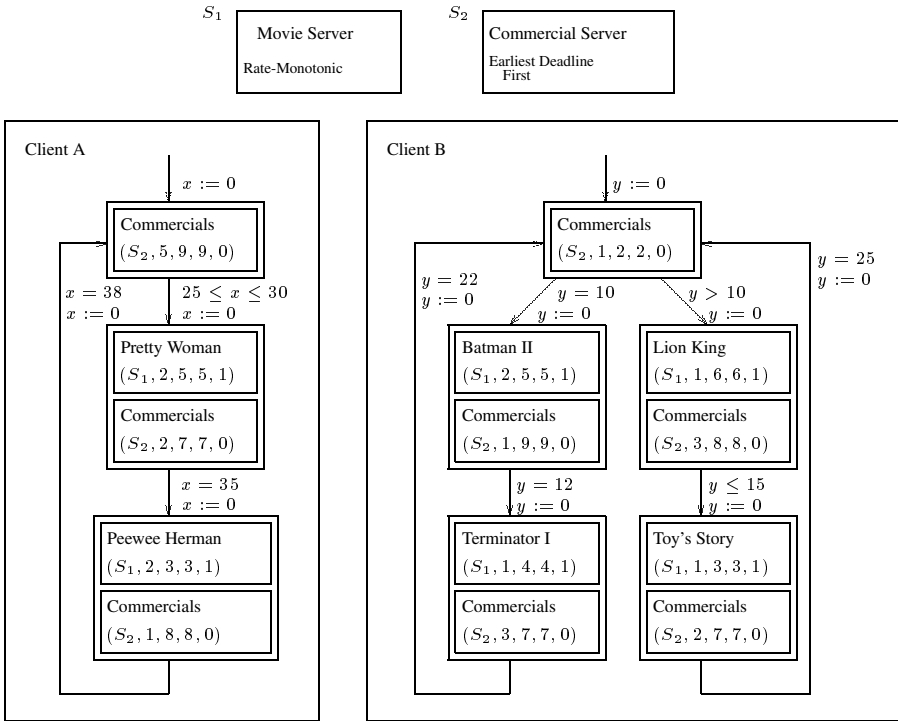 S₁
Movie Server
Rate-Monotonic
S₂
Commercial Server
Earliest Deadline
First
Client A
x := 0
Commercials
(S₂, 5, 9, 9, 0)
x = 38
x := 0
25 ≤ x ≤ 30
x := 0
Pretty Woman
(S₁, 2, 5, 5, 1)
Commercials
(S₂, 2, 7, 7, 0)
x = 35
x := 0
Peewee Herman
(S₁, 2, 3, 3, 1)
Commercials
(S₂, 1, 8, 8, 0)
Client B
y := 0
Commercials
(S₂, 1, 2, 2, 0)
y = 22
y := 0
y = 10
y := 0
y > 10
y := 0
y = 25
y := 0
Batman II
(S₁, 2, 5, 5, 1)
Commercials
(S₂, 1, 9, 9, 0)
y = 12
y := 0
Terminator I
(S₁, 1, 4, 4, 1)
Commercials
(S₂, 3, 7, 7, 0)
Lion King
(S₁, 1, 6, 6, 1)
Commercials
(S₂, 3, 8, 8, 0)
y ≤ 15
y := 0
Toy's Story
(S₁, 1, 3, 3, 1)
Commercials
(S₂, 2, 7, 7, 0)